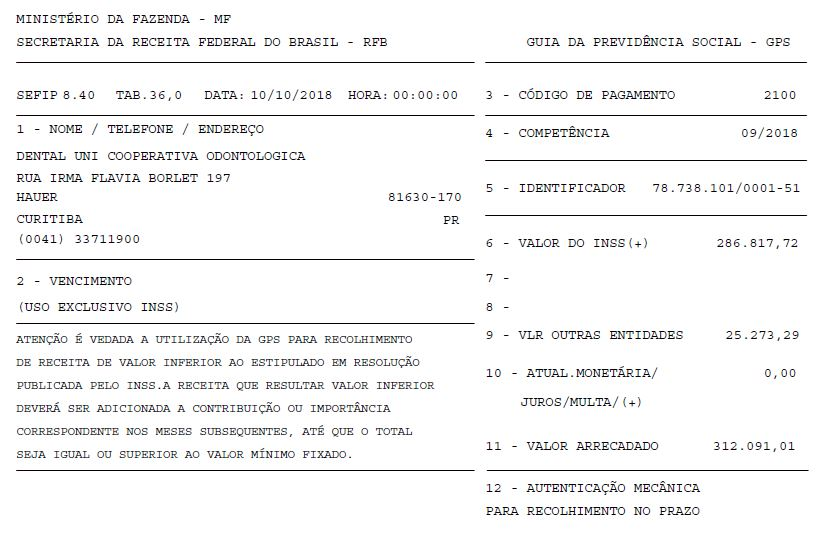 MINISTÉRIO DA FAZENDA - MF
SECRETARIA DA RECEITA FEDERAL DO BRASIL - RFB
GUIA DA PREVIDÊNCIA SOCIAL - GPS
SEFIP 8.40 TAB.36,0 DATA: 10/10/2018 HORA: 00:00:00
1 - NOME / TELEFONE / ENDEREÇO
DENTAL UNI COOPERATIVA ODONTOLOGICA
RUA IRMA FLAVIA BORLET 197
HAUER 81630-170
CURITIBA PR
(0041) 33711900
2 - VENCIMENTO
(USO EXCLUSIVO INSS)
ATENÇÃO É VEDADA A UTILIZAÇÃO DA GPS PARA RECOLHIMENTO
DE RECEITA DE VALOR INFERIOR AO ESTIPULADO EM RESOLUÇÃO
PUBLICADA PELO INSS.A RECEITA QUE RESULTAR VALOR INFERIOR
DEVERÁ SER ADICIONADA A CONTRIBUIÇÃO OU IMPORTÂNCIA
CORRESPONDENTE NOS MESES SUBSEQUENTES, ATÉ QUE O TOTAL
SEJA IGUAL OU SUPERIOR AO VALOR MÍNIMO FIXADO.
3 - CÓDIGO DE PAGAMENTO 2100
4 - COMPETÊNCIA 09/2018
5 - IDENTIFICADOR 78.738.101/0001-51
6 - VALOR DO INSS(+) 286.817,72
7 -
8 -
9 - VLR OUTRAS ENTIDADES 25.273,29
10 - ATUAL.MONETÁRIA/ 0,00
JUROS/MULTA/(+)
11 - VALOR ARRECADADO 312.091,01
12 - AUTENTICAÇÃO MECÂNICA
PARA RECOLHIMENTO NO PRAZO